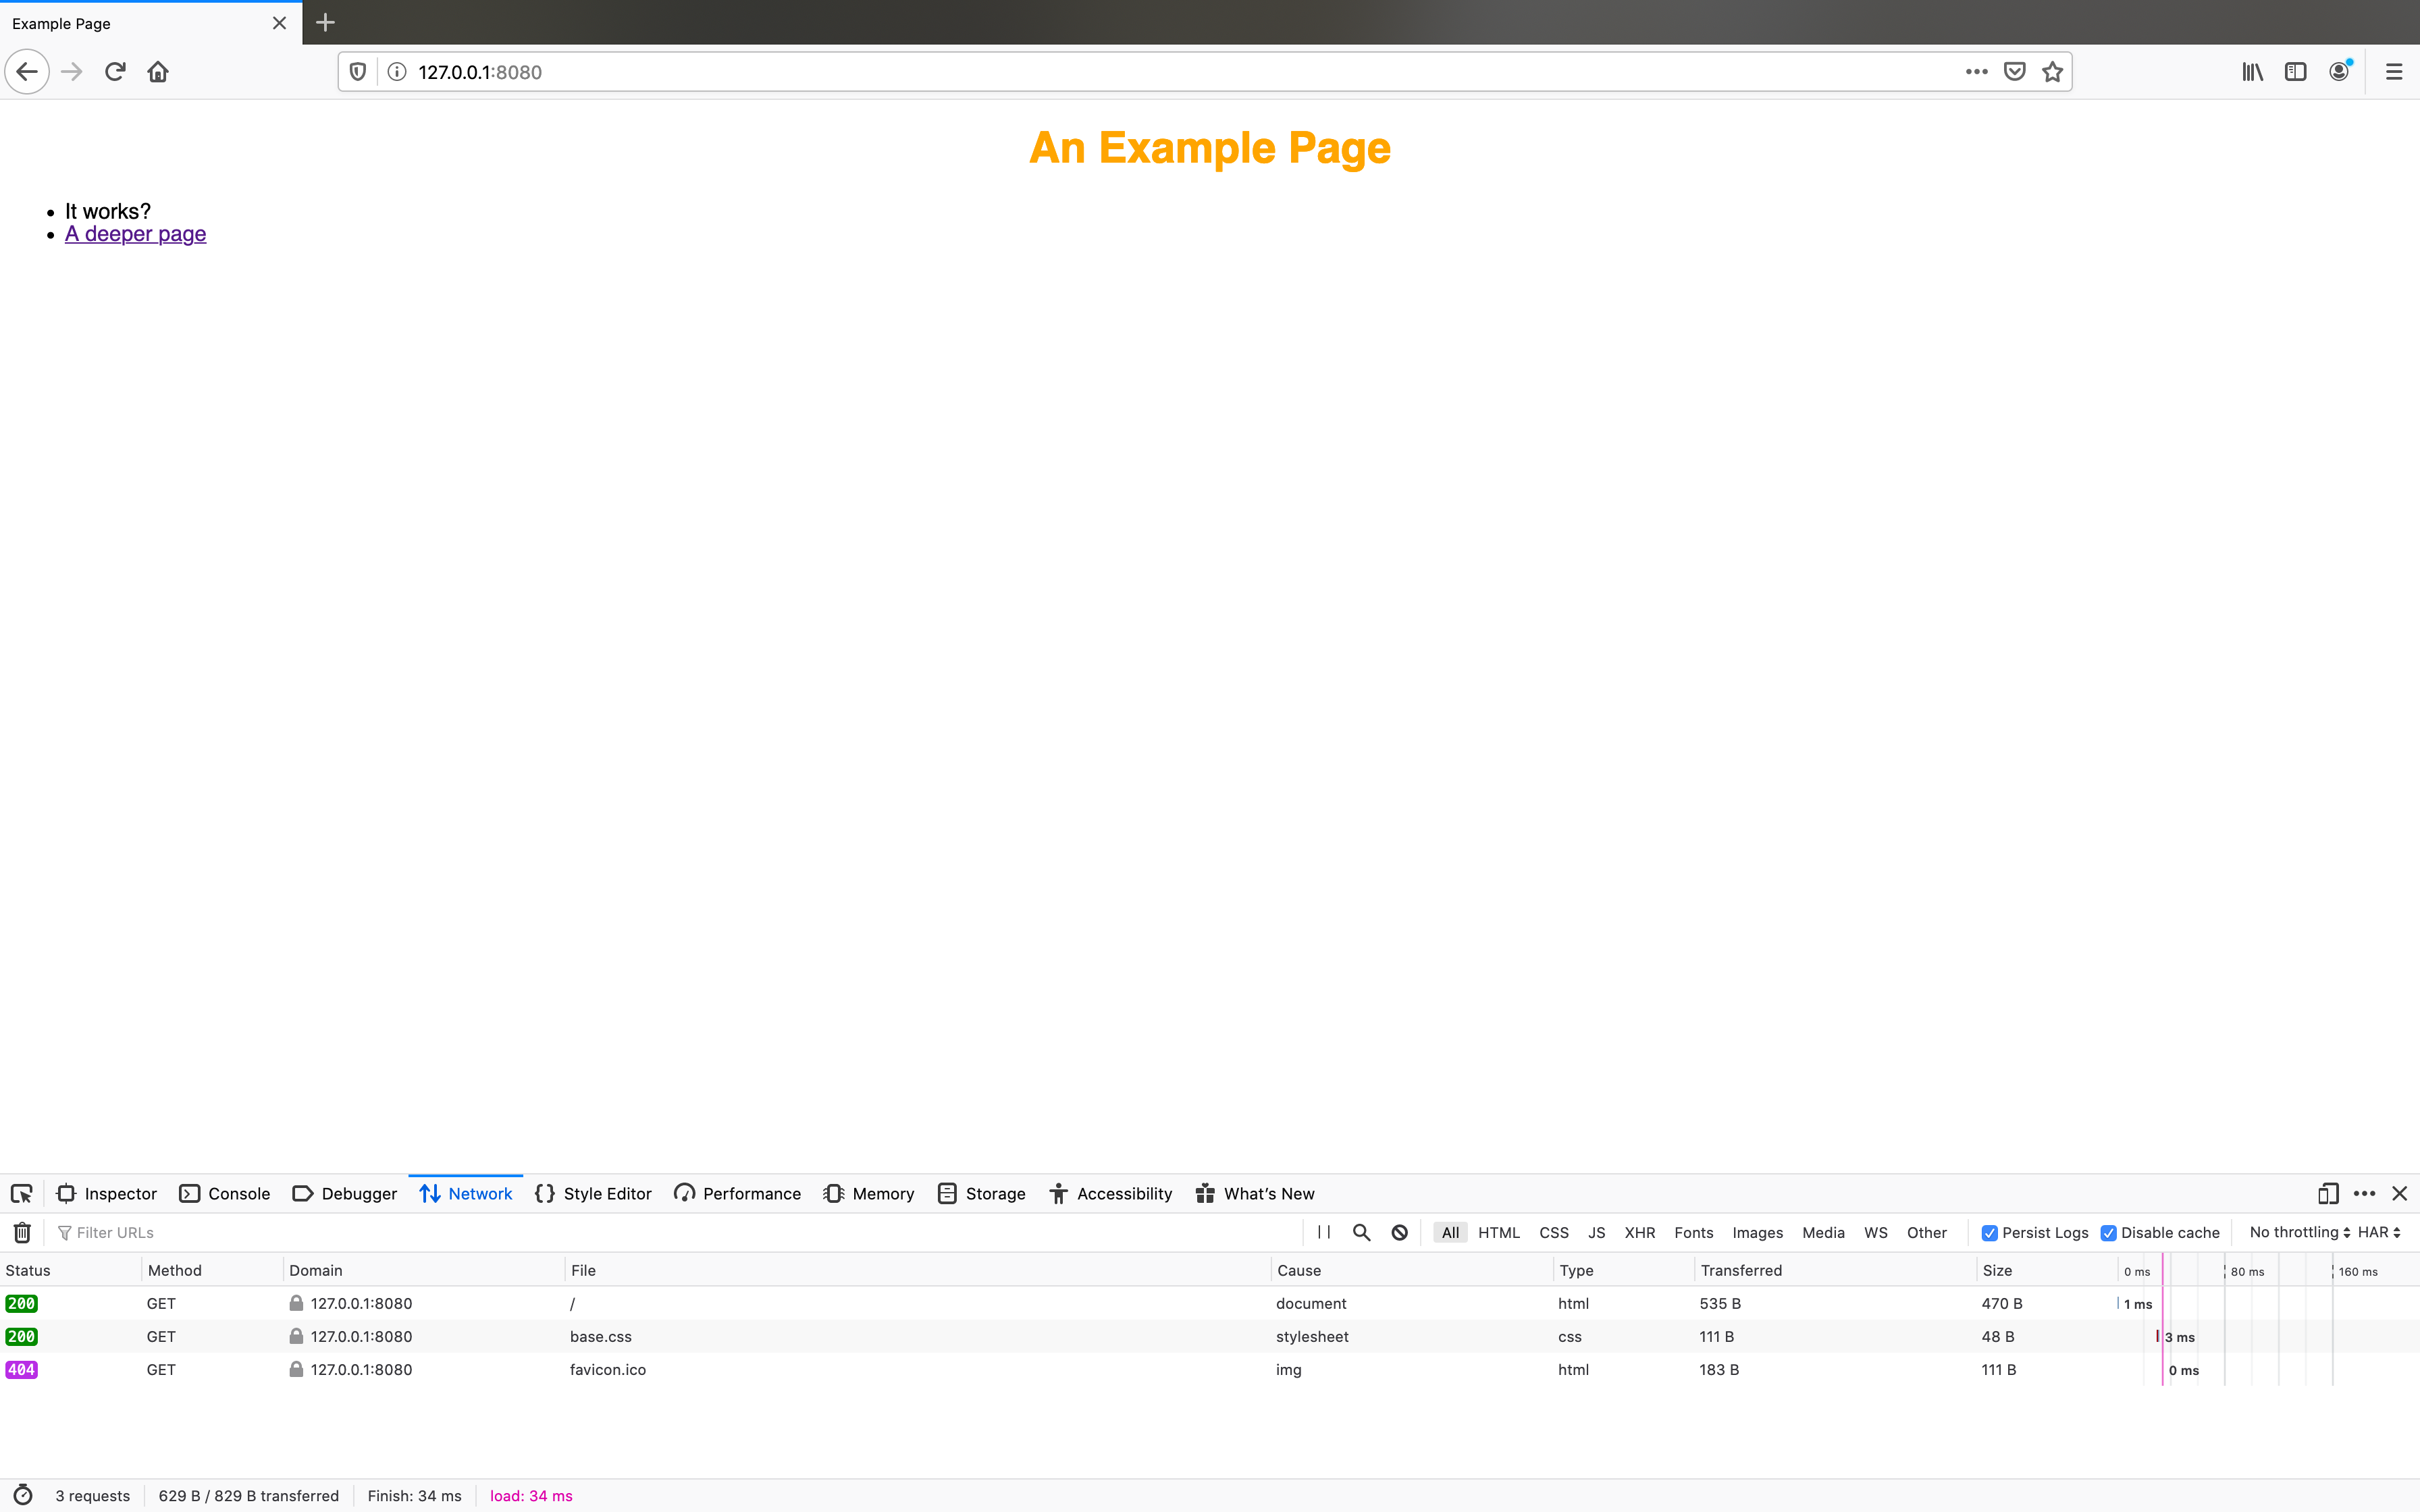 Example Page
127.0.0.1:8080
An Example Page
It works?
A deeper page
Inspector Console Debugger Network Style Editor Performance Memory Storage Accessibility What's New
Filter URLs All HTML CSS JS XHR Fonts Images Media WS Other Persist Logs Disable cache No throttling HAR
Status Method Domain File Cause Type Transferred Size 0 ms 80 ms 160 ms
200 GET 127.0.0.1:8080 / document html 535 B 470 B 1 ms
200 GET 127.0.0.1:8080 base.css stylesheet css 111 B 48 B 3 ms
404 GET 127.0.0.1:8080 favicon.ico img html 183 B 111 B 0 ms
3 requests 629 B / 829 B transferred Finish: 34 ms load: 34 ms